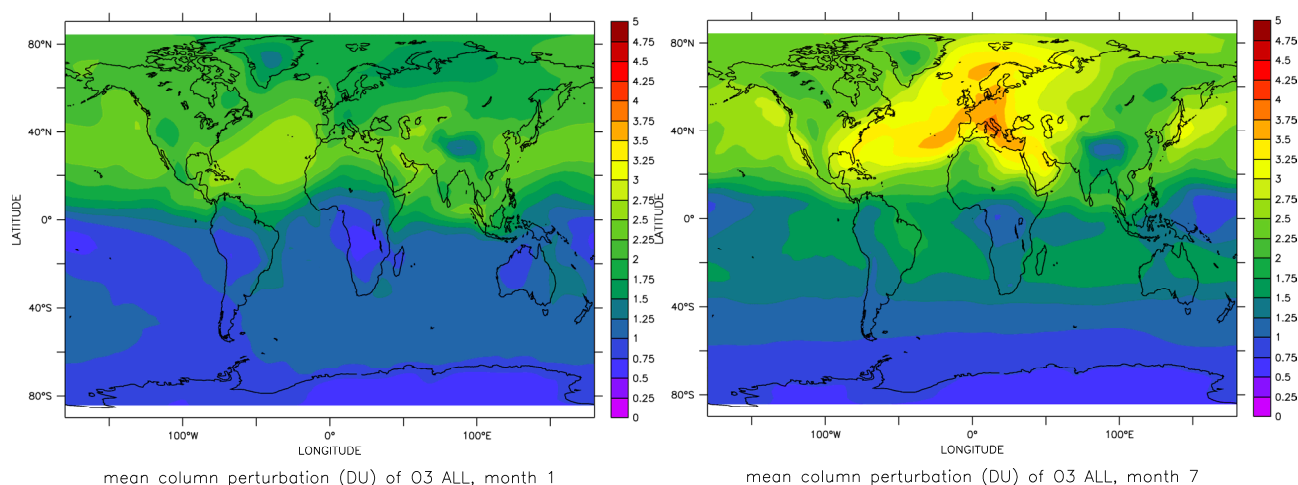 80°N
40°N
0°
40°S
80°S
LATITUDE
100°W
0°
100°E
LONGITUDE
5
4.75
4.5
4.25
4
3.75
3.5
3.25
3
2.75
2.5
2.25
2
1.75
1.5
1.25
1
0.75
0.5
0.25
0
mean column perturbation (DU) of O3 ALL, month 1
80°N
40°N
0°
40°S
80°S
LATITUDE
100°W
0°
100°E
LONGITUDE
5
4.75
4.5
4.25
4
3.75
3.5
3.25
3
2.75
2.5
2.25
2
1.75
1.5
1.25
1
0.75
0.5
0.25
0
mean column perturbation (DU) of O3 ALL, month 7